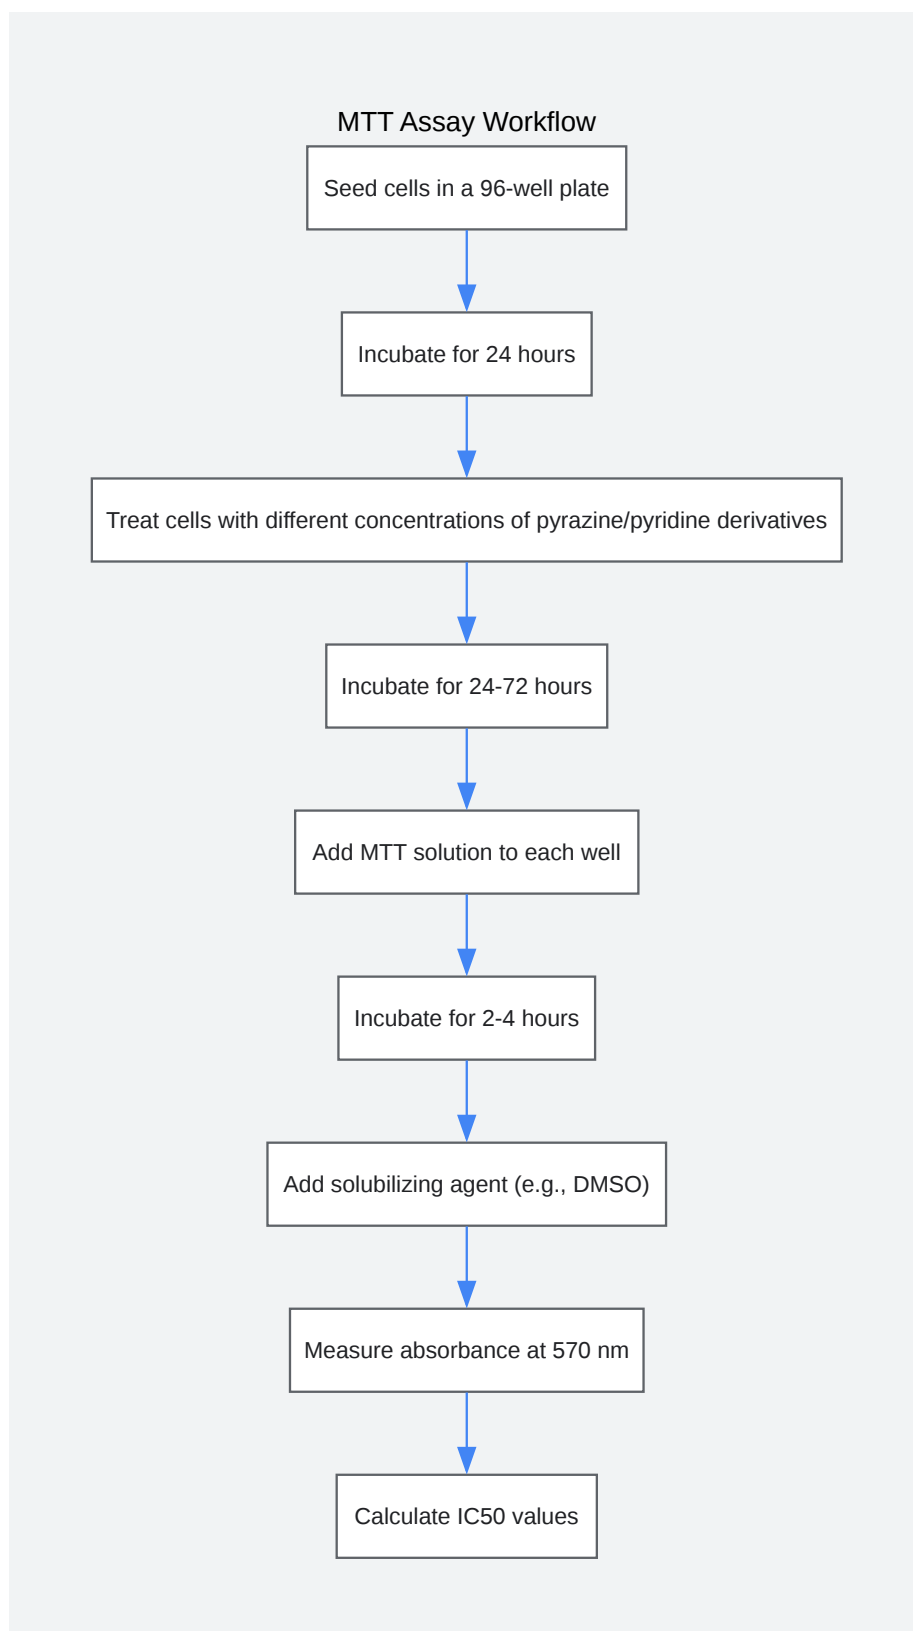 MTT Assay Workflow
Seed cells in a 96-well plate
Incubate for 24 hours
Treat cells with different concentrations of pyrazine/pyridine derivatives
Incubate for 24-72 hours
Add MTT solution to each well
Incubate for 2-4 hours
Add solubilizing agent (e.g., DMSO)
Measure absorbance at 570 nm
Calculate IC50 values